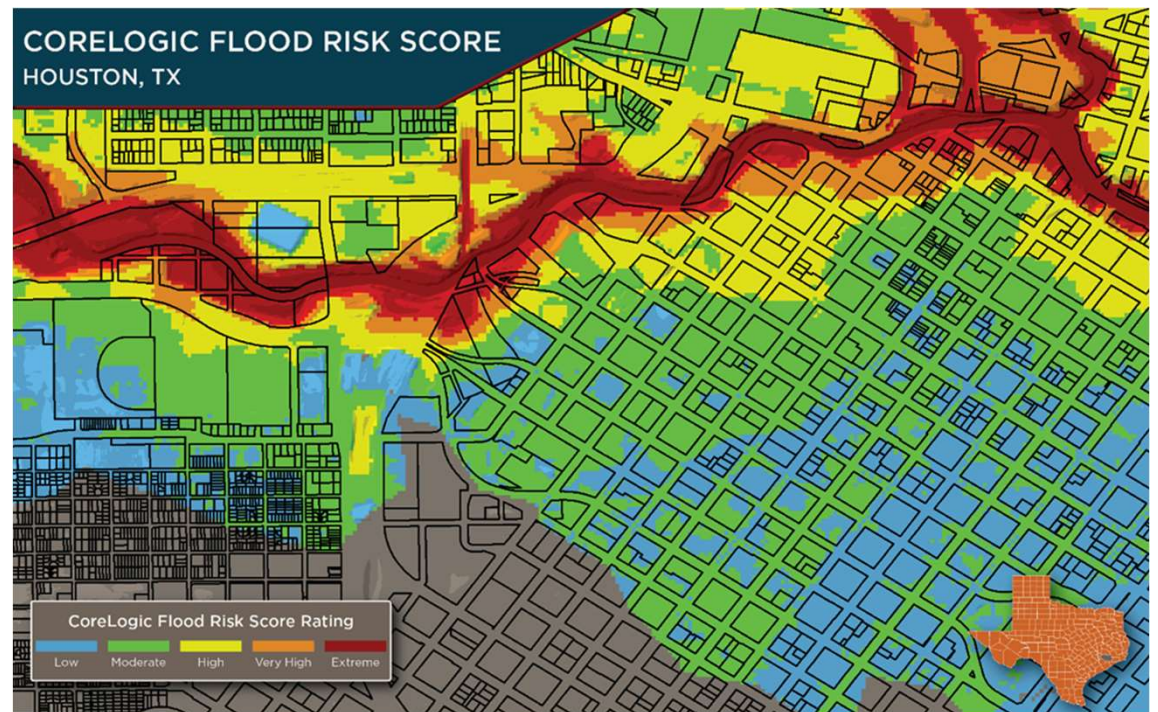 CORELOGIC FLOOD RISK SCORE
HOUSTON, TX
CoreLogic Flood Risk Score Rating
Low Moderate High Very High Extreme